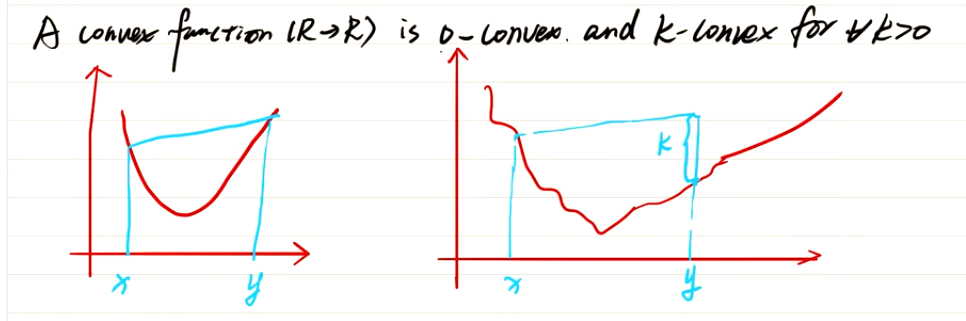 A convex function (R→R) is 0-convex. and K-convex for ∀k>0
K
x y
x y